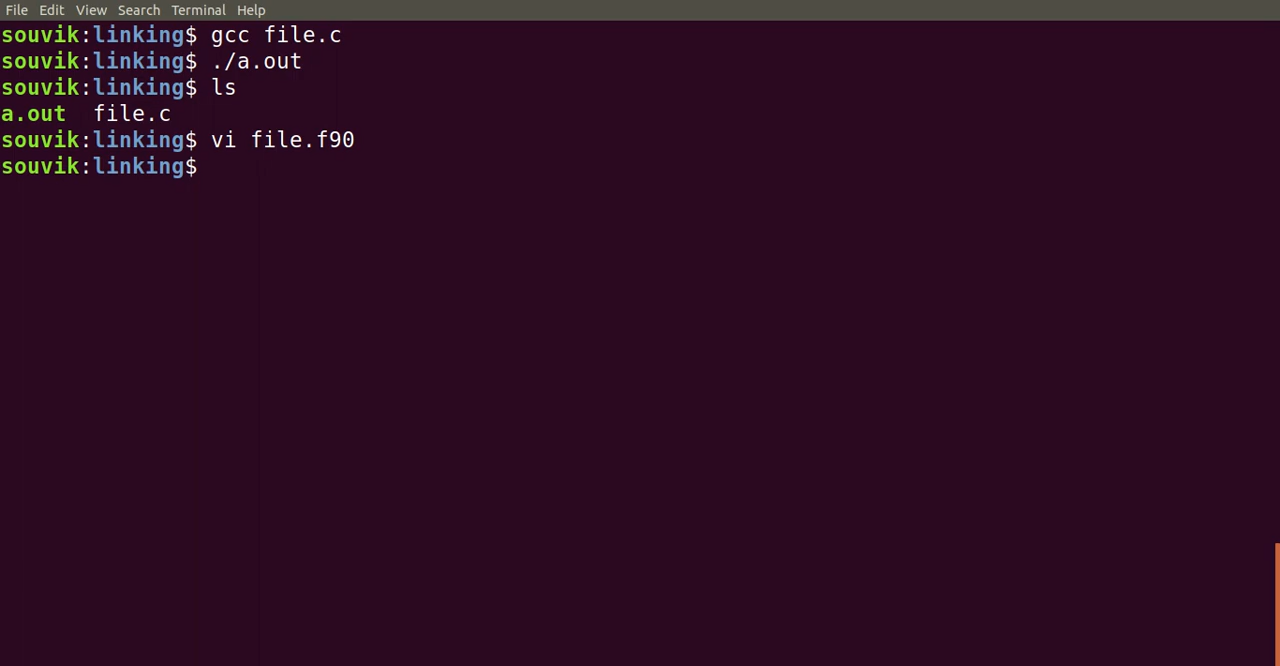 File Edit View Search Terminal Help
souvik:linking$ gcc file.c
souvik:linking$ ./a.out
souvik:linking$ ls
a.out  file.c
souvik:linking$ vi file.f90
souvik:linking$